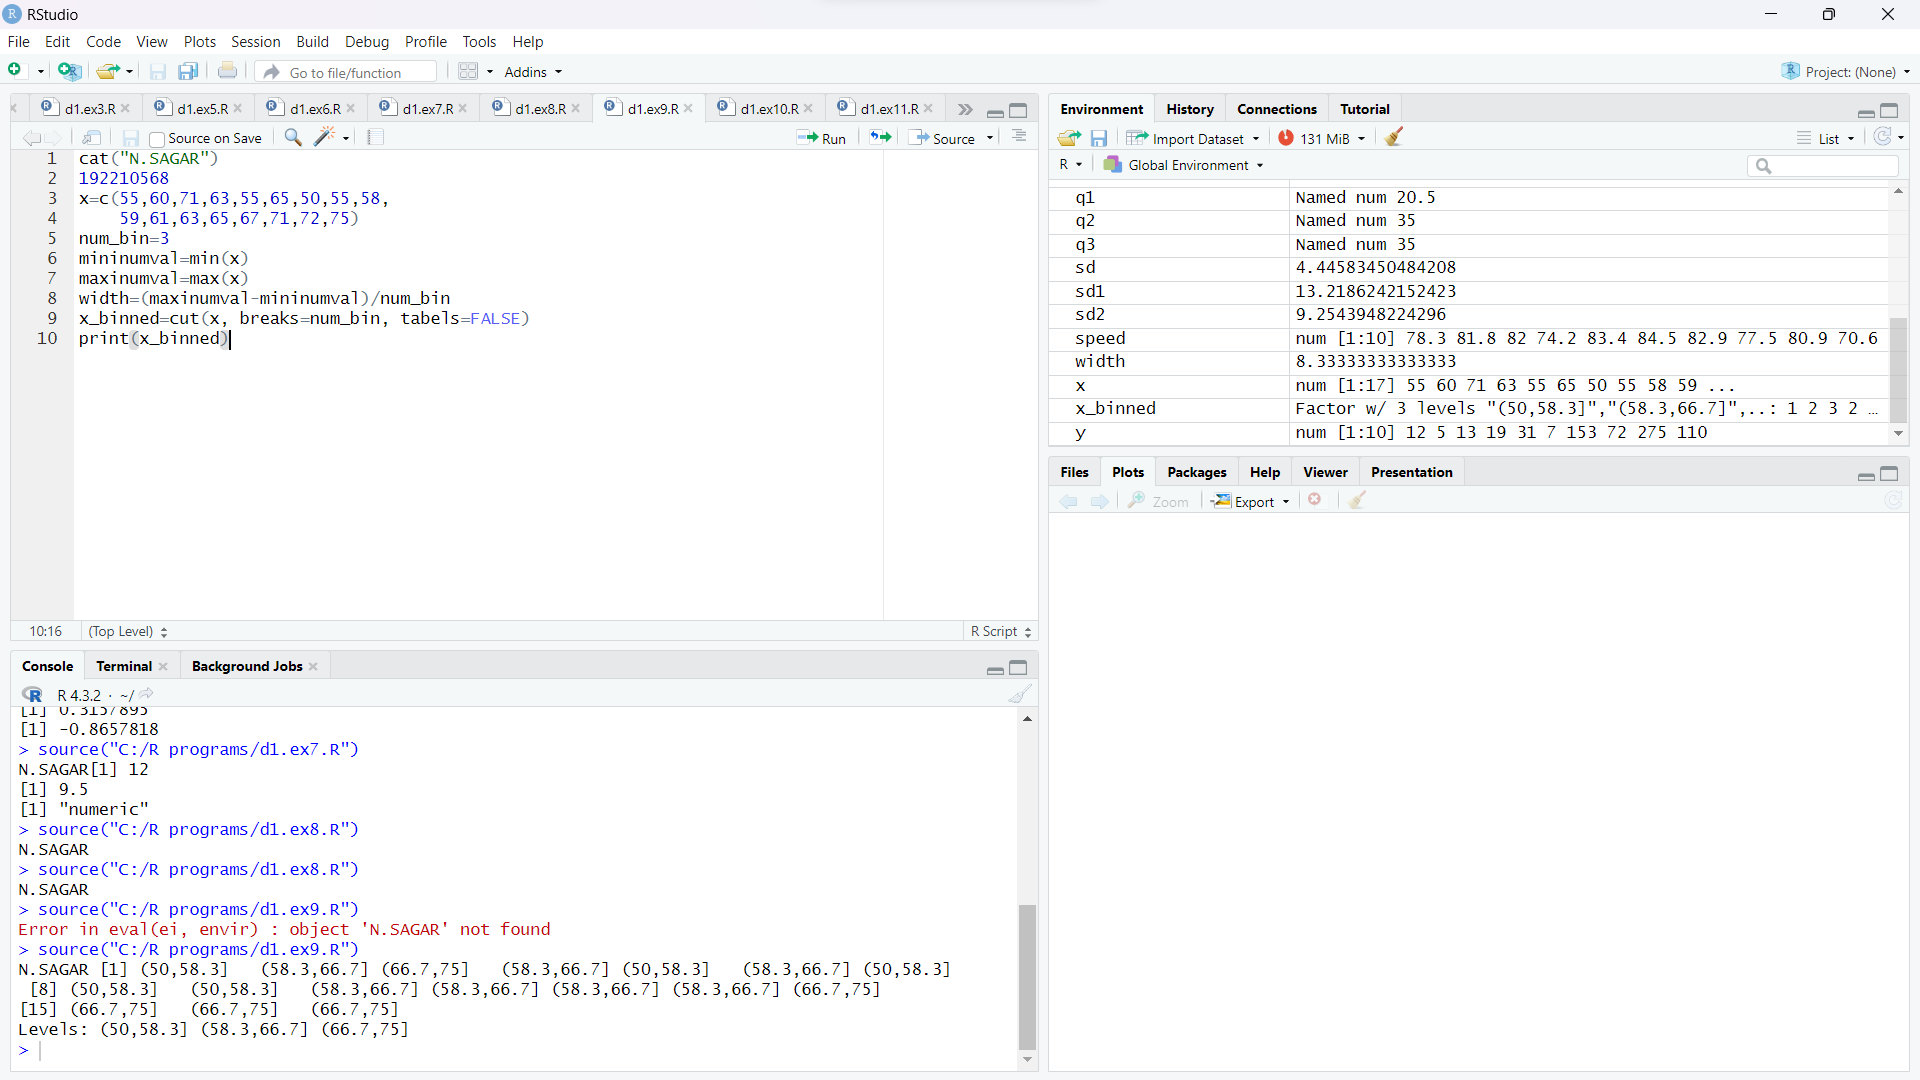 RStudio
File Edit Code View Plots Session Build Debug Profile Tools Help
Go to file/function Addins Project: (None)
d1.ex3.R d1.ex5.R d1.ex6.R d1.ex7.R d1.ex8.R d1.ex9.R d1.ex10.R d1.ex11.R
Source on Save Run Source
1 cat("N.SAGAR")
2 192210568
3 x=c(55,60,71,63,55,65,50,55,58,
4 59,61,63,65,67,71,72,75)
5 num_bin=3
6 mininumval=min(x)
7 maxinumval=max(x)
8 width=(maxinumval-mininumval)/num_bin
9 x_binned=cut(x, breaks=num_bin, tabels=FALSE)
10 print(x_binned)
10:16 (Top Level) R Script
Console Terminal Background Jobs
R R 4.3.2 · ~/
[1] 0.3157895
[1] -0.8657818
> source("C:/R programs/d1.ex7.R")
N.SAGAR[1] 12
[1] 9.5
[1] "numeric"
> source("C:/R programs/d1.ex8.R")
N.SAGAR
> source("C:/R programs/d1.ex8.R")
N.SAGAR
> source("C:/R programs/d1.ex9.R")
Error in eval(ei, envir) : object 'N.SAGAR' not found
> source("C:/R programs/d1.ex9.R")
N.SAGAR [1] (50,58.3] (58.3,66.7] (66.7,75] (58.3,66.7] (50,58.3] (58.3,66.7] (50,58.3]
[8] (50,58.3] (50,58.3] (58.3,66.7] (58.3,66.7] (58.3,66.7] (58.3,66.7] (66.7,75]
[15] (66.7,75] (66.7,75] (66.7,75]
Levels: (50,58.3] (58.3,66.7] (66.7,75]
>
Environment History Connections Tutorial
Import Dataset 131 MiB List
R Global Environment
q1 Named num 20.5
q2 Named num 35
q3 Named num 35
sd 4.44583450484208
sd1 13.2186242152423
sd2 9.2543948224296
speed num [1:10] 78.3 81.8 82 74.2 83.4 84.5 82.9 77.5 80.9 70.6
width 8.33333333333333
x num [1:17] 55 60 71 63 55 65 50 55 58 59 ...
x_binned Factor w/ 3 levels "(50,58.3]","(58.3,66.7]",..: 1 2 3 2 …
y num [1:10] 12 5 13 19 31 7 153 72 275 110
Files Plots Packages Help Viewer Presentation
Zoom Export